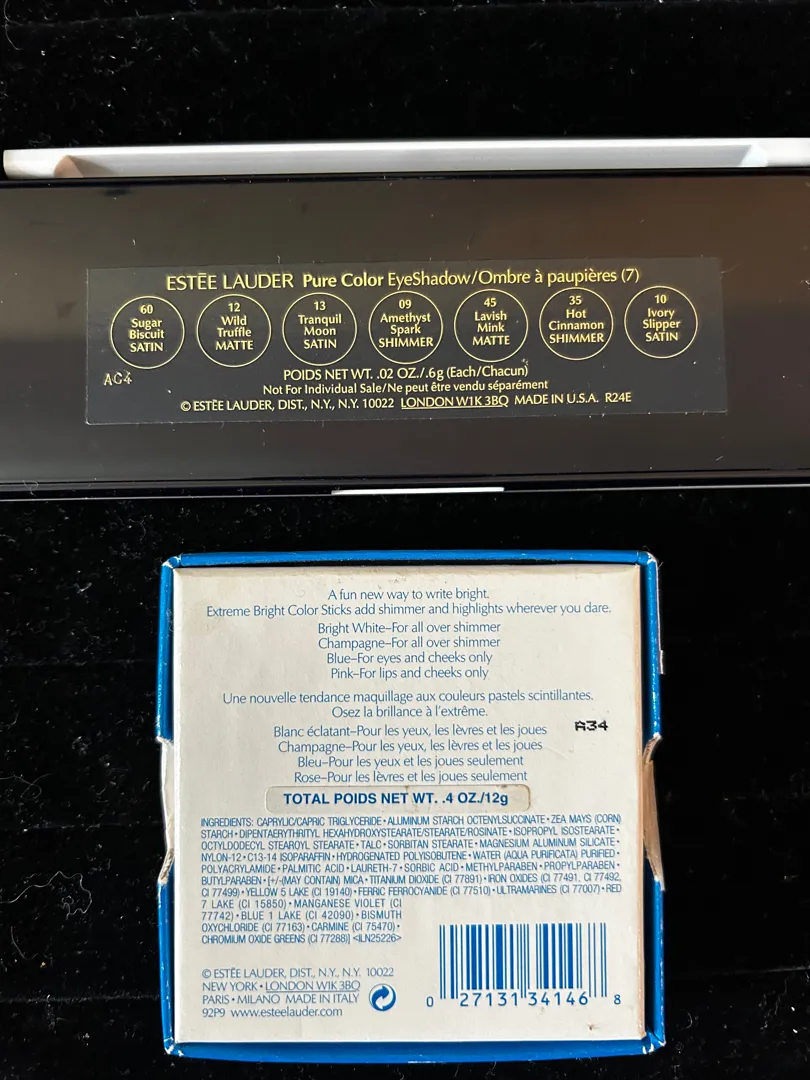 ESTĒE LAUDER Pure Color EyeShadow/Ombre à paupières (7)
60 Sugar Biscuit SATIN
12 Wild Truffle MATTE
13 Tranquil Moon SATIN
09 Amethyst Spark SHIMMER
45 Lavish Mink MATTE
35 Hot Cinnamon SHIMMER
10 Ivory Slipper SATIN
AC4
POIDS NET WT. .02 OZ./.6g (Each/Chacun)
Not For Individual Sale/Ne peut être vendu séparément
© ESTĒE LAUDER, DIST., N.Y., N.Y. 10022 LONDON W1K 3BQ MADE IN U.S.A. R24E
A fun new way to write bright.
Extreme Bright Color Sticks add shimmer and highlights wherever you dare.
Bright White–For all over shimmer
Champagne–For all over shimmer
Blue–For eyes and cheeks only
Pink–For lips and cheeks only
Une nouvelle tendance maquillage aux couleurs pastels scintillantes.
Osez la brillance à l'extrême.
Blanc éclatant–Pour les yeux, les lèvres et les joues
A34
Champagne–Pour les yeux, les lèvres et les joues
Bleu–Pour les yeux et les joues seulement
Rose–Pour les lèvres et les joues seulement
TOTAL POIDS NET WT. .4 OZ./12g
INGREDIENTS: CAPRYLIC/CAPRIC TRIGLYCERIDE • ALUMINUM STARCH OCTENYLSUCCINATE • ZEA MAYS (CORN)
STARCH • DIPENTAERYTHRITYL HEXAHYDROXYSTEARATE/STEARATE/ROSINATE • ISOPROPYL ISOSTEARATE •
OCTYLDODECYL STEAROYL STEARATE • TALC • SORBITAN STEARATE • MAGNESIUM ALUMINUM SILICATE •
NYLON-12 • C13-14 ISOPARAFFIN • HYDROGENATED POLYISOBUTENE • WATER (AQUA PURIFICATA) PURIFIED •
POLYACRYLAMIDE • PALMITIC ACID • LAURETH-7 • SORBIC ACID • METHYLPARABEN • PROPYLPARABEN •
BUTYLPARABEN • [+/-(MAY CONTAIN) MICA • TITANIUM DIOXIDE (CI 77891) • IRON OXIDES (CI 77491, CI 77492,
CI 77499) • YELLOW 5 LAKE (CI 19140) • FERRIC FERROCYANIDE (CI 77510) • ULTRAMARINES (CI 77007) • RED
7 LAKE (CI 15850) • MANGANESE VIOLET (CI
77742) • BLUE 1 LAKE (CI 42090) • BISMUTH
OXYCHLORIDE (CI 77163) • CARMINE (CI 75470) •
CHROMIUM OXIDE GREENS (CI 77288)] <ILN25226>
© ESTĒE LAUDER, DIST., N.Y., N.Y. 10022
NEW YORK • LONDON W1K 3BQ
PARIS • MILANO MADE IN ITALY
92P9 www.esteelauder.com
0 27131 34146 8